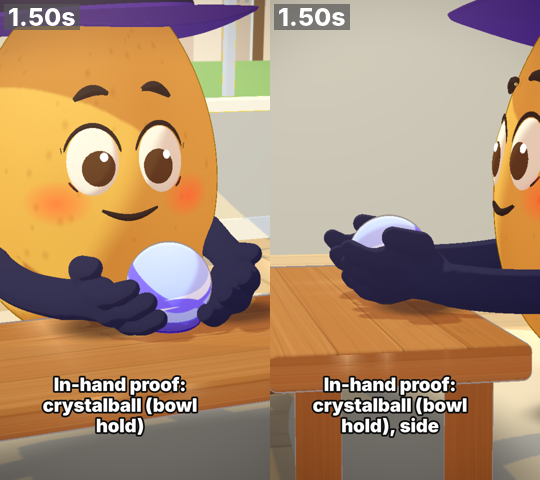 1.50s
1.50s
In-hand proof:
crystalball (bowl
hold)
In-hand proof:
crystalball (bowl
hold), side